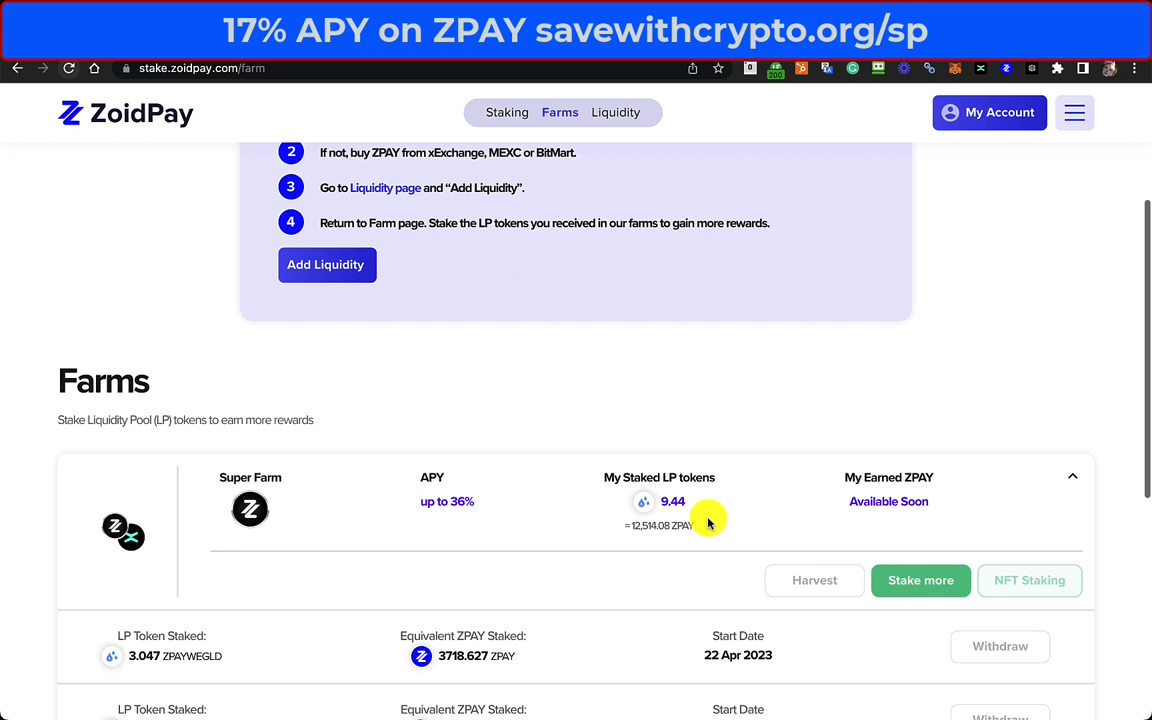 17% APY on ZPAY savewithcrypto.org/sp
stake.zoidpay.com/farm
200
ZoidPay
Staking Farms Liquidity
My Account
2 If not, buy ZPAY from xExchange, MEXC or BitMart.
3 Go to Liquidity page and “Add Liquidity”.
4 Return to Farm page. Stake the LP tokens you received in our farms to gain more rewards.
Add Liquidity
Farms
Stake Liquidity Pool (LP) tokens to earn more rewards
Super Farm APY My Staked LP tokens My Earned ZPAY
up to 36% 9.44 Available Soon
≈ 12,514.08 ZPAY
Harvest Stake more NFT Staking
LP Token Staked: Equivalent ZPAY Staked: Start Date
3.047 ZPAYWEGLD 3718.627 ZPAY 22 Apr 2023 Withdraw
LP Token Staked: Equivalent ZPAY Staked: Start Date
Withdraw